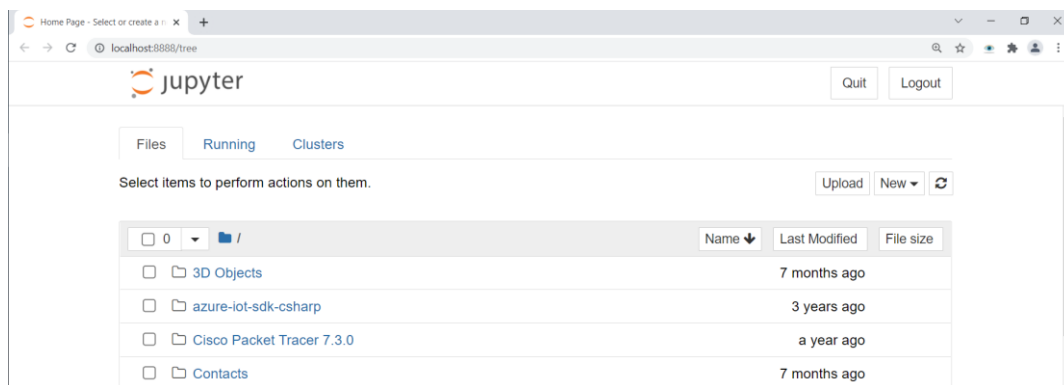 Home Page - Select or create a n
localhost:8888/tree
jupyter
Quit Logout
Files Running Clusters
Select items to perform actions on them.
Upload New
0 / Name Last Modified File size
3D Objects 7 months ago
azure-iot-sdk-csharp 3 years ago
Cisco Packet Tracer 7.3.0 a year ago
Contacts 7 months ago